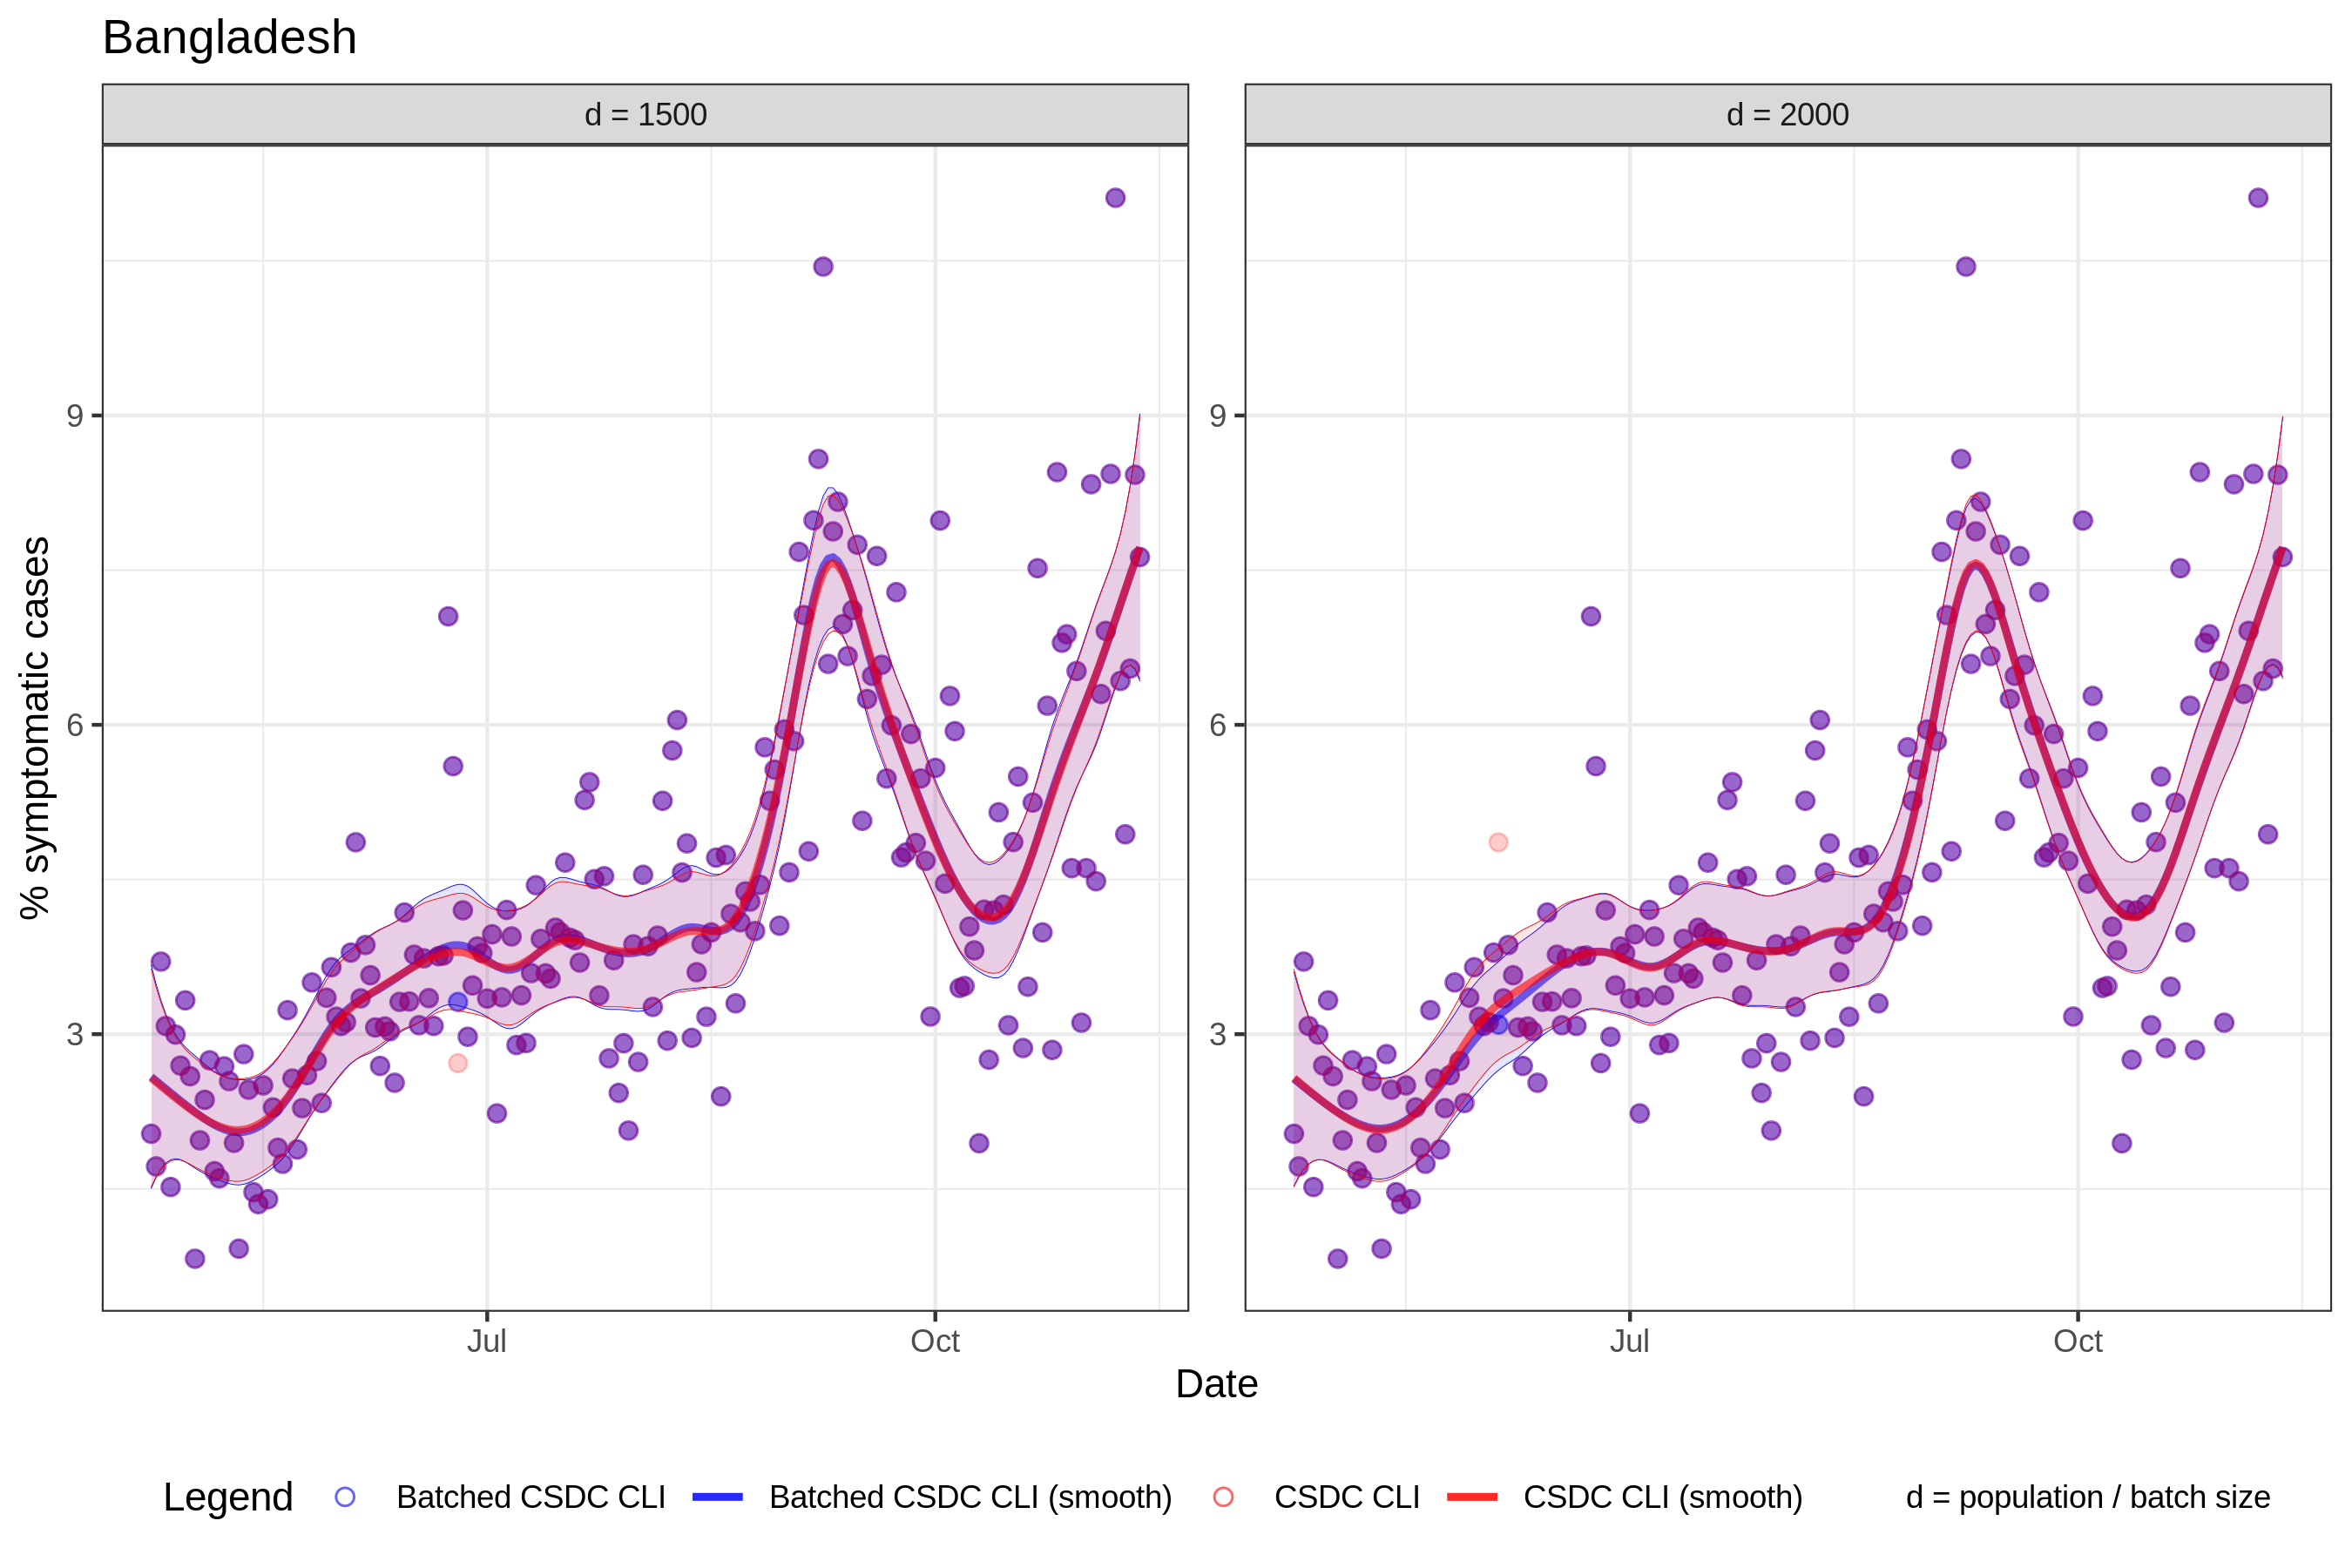 Bangladesh
d = 1500
d = 2000
% symptomatic cases
9
6
3
9
6
3
Jul
Oct
Jul
Oct
Date
Legend
Batched CSDC CLI
Batched CSDC CLI (smooth)
CSDC CLI
CSDC CLI (smooth)
d = population / batch size